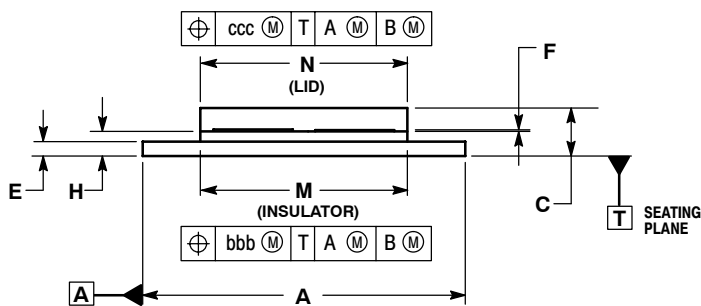 ⌖ ccc Ⓜ T A Ⓜ B Ⓜ
F
N
(LID)
E
H
M
(INSULATOR)
C
T SEATING
PLANE
⌖ bbb Ⓜ T A Ⓜ B Ⓜ
A
A